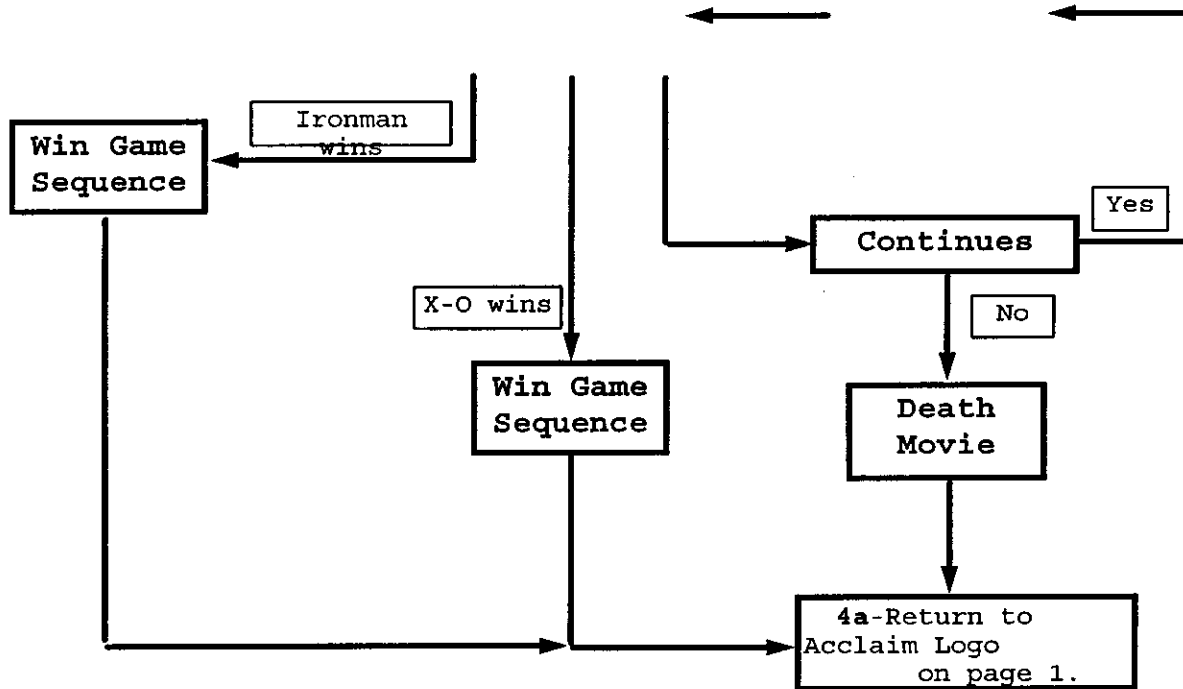 Ironman
wins
Win Game
Sequence
Yes
Continues
X-O wins
No
Win Game
Sequence
Death
Movie
4a-Return to
Acclaim Logo
on page 1.